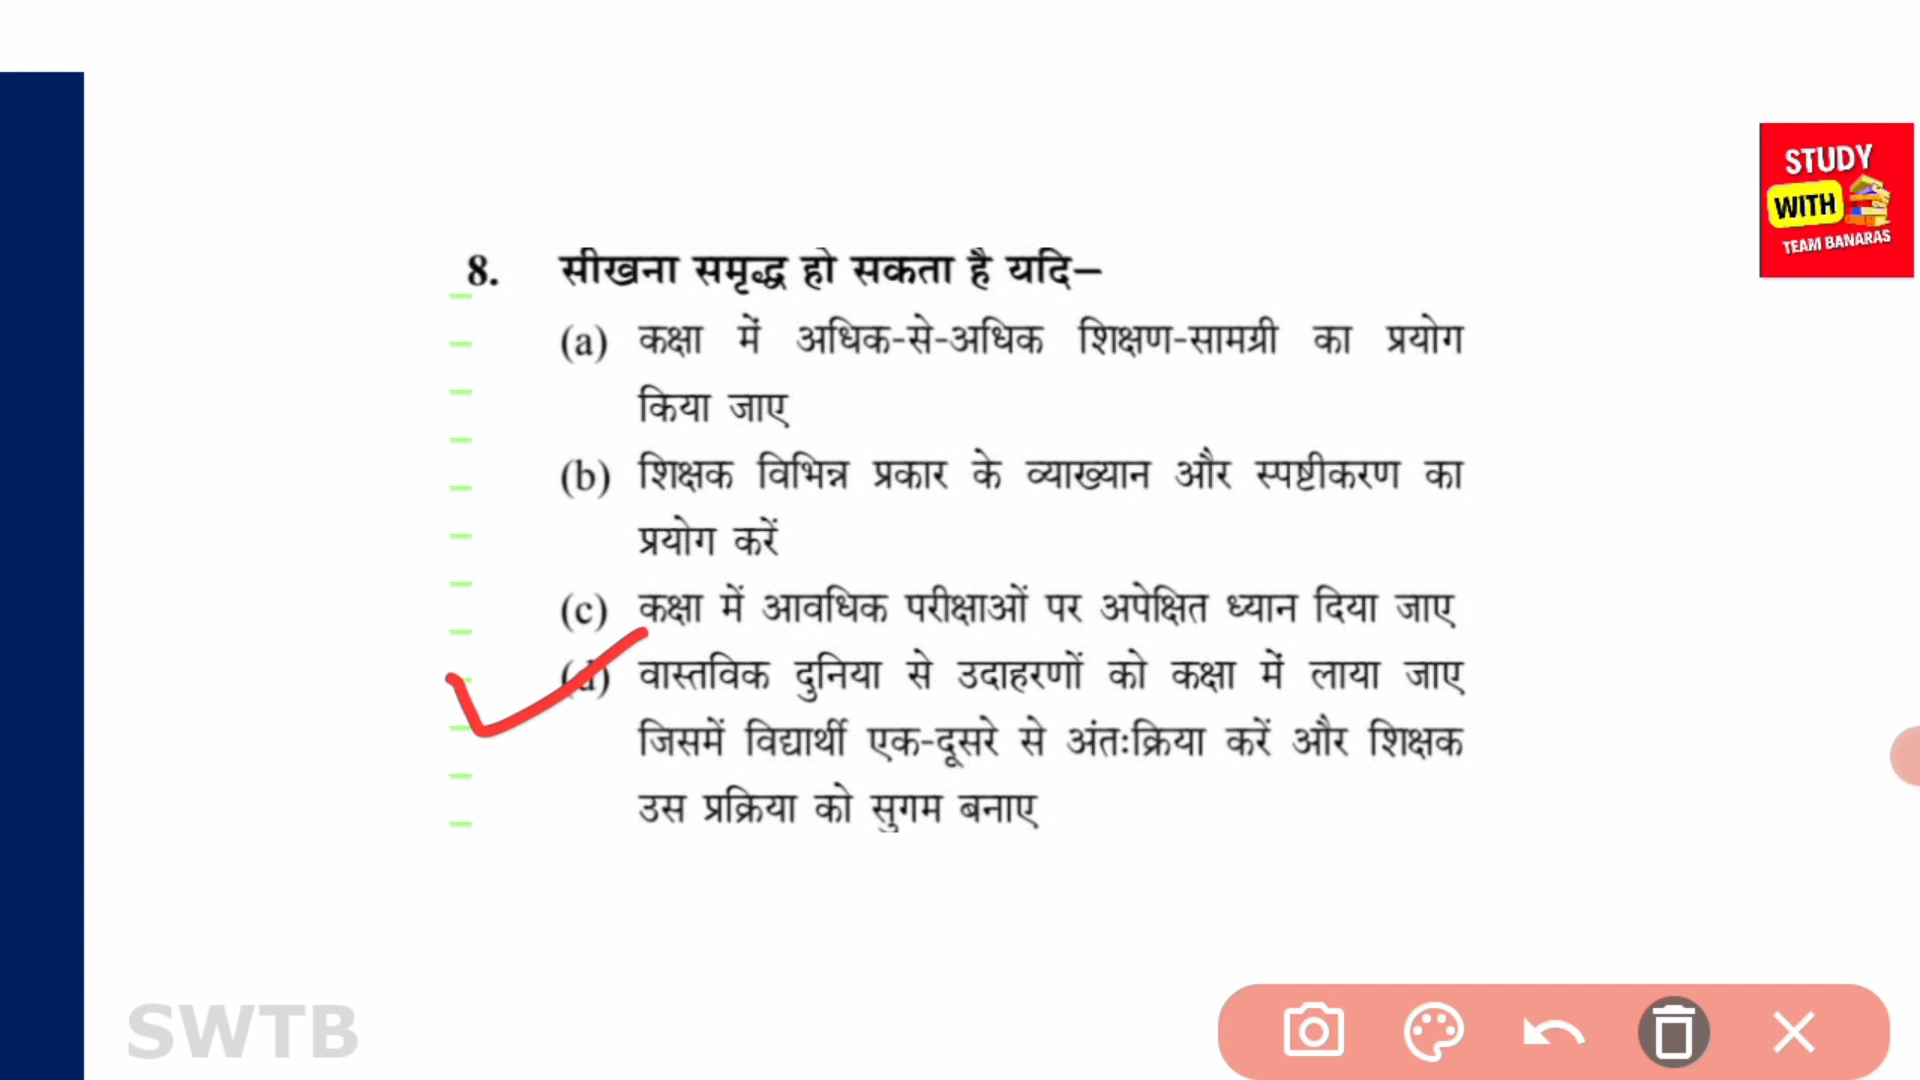 STUDY
WITH
TEAM BANARAS
8. सीखना समृद्ध हो सकता है यदि–
(a) कक्षा में अधिक-से-अधिक शिक्षण-सामग्री का प्रयोग
किया जाए
(b) शिक्षक विभिन्न प्रकार के व्याख्यान और स्पष्टीकरण का
प्रयोग करें
(c) कक्षा में आवधिक परीक्षाओं पर अपेक्षित ध्यान दिया जाए
(d) वास्तविक दुनिया से उदाहरणों को कक्षा में लाया जाए
जिसमें विद्यार्थी एक-दूसरे से अंतःक्रिया करें और शिक्षक
उस प्रक्रिया को सुगम बनाए
SWTB